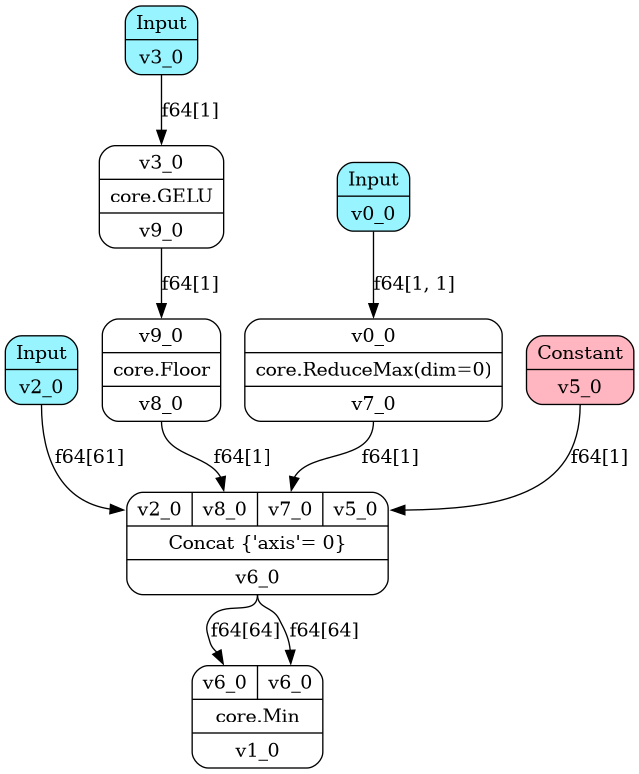 Input
v3_0
f64[1]
v3_0
core.GELU
v9_0
Input
v0_0
f64[1]
f64[1, 1]
Input
v2_0
v9_0
core.Floor
v8_0
v0_0
core.ReduceMax(dim=0)
v7_0
Constant
v5_0
f64[61]
f64[1]
f64[1]
f64[1]
v2_0 v8_0 v7_0 v5_0
Concat {'axis'= 0}
v6_0
f64[64]
f64[64]
v6_0 v6_0
core.Min
v1_0